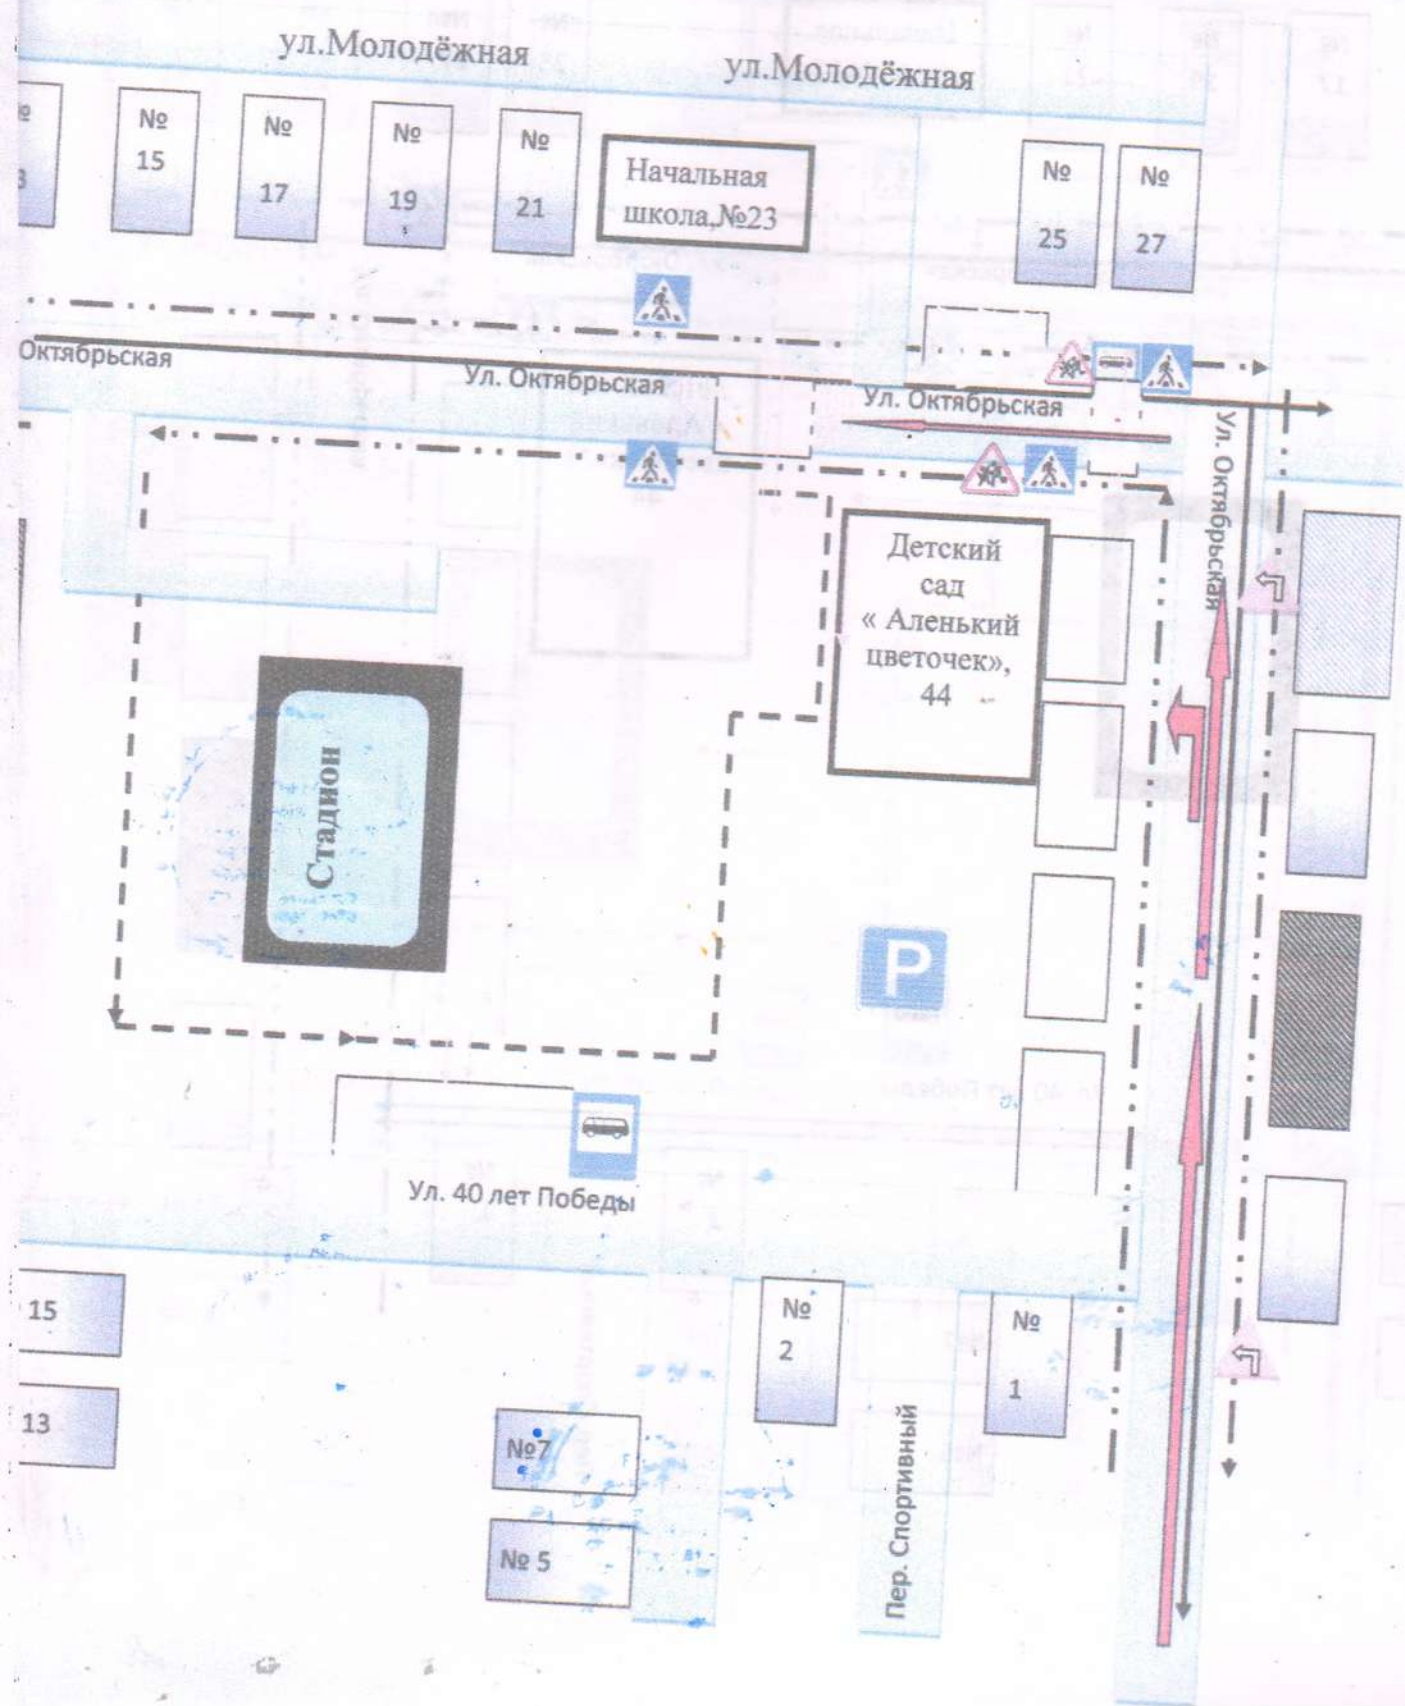 ул.Молодёжная
ул.Молодёжная
№
15
№
17
№
19
№
21
Начальная
школа,№23
№
25
№
27
Октябрьская
Ул. Октябрьская
Ул. Октябрьская
Ул. Октябрьская
Детский
сад
« Аленький
цветочек»,
44
Стадион
P
Ул. 40 лет Победы
15
13
№
2
№
1
№7
№ 5
Пер. Спортивный